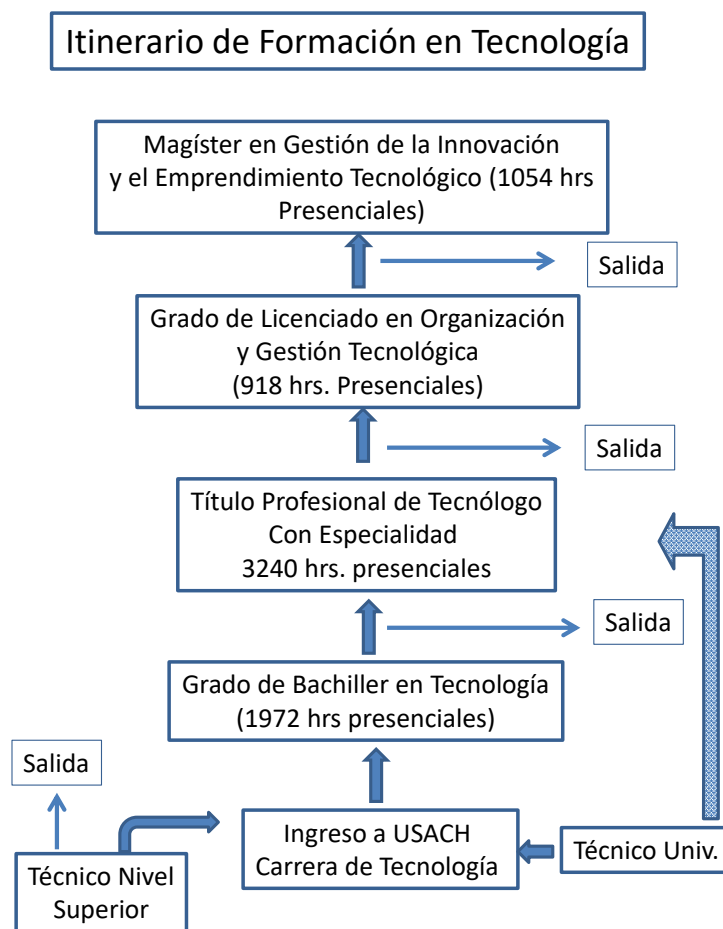 Itinerario de Formación en Tecnología
Magíster en Gestión de la Innovación
y el Emprendimiento Tecnológico (1054 hrs
Presenciales)
Salida
Grado de Licenciado en Organización
y Gestión Tecnológica
(918 hrs. Presenciales)
Salida
Título Profesional de Tecnólogo
Con Especialidad
3240 hrs. presenciales
Salida
Grado de Bachiller en Tecnología
(1972 hrs presenciales)
Salida
Ingreso a USACH
Carrera de Tecnología
Técnico Univ.
Técnico Nivel
Superior